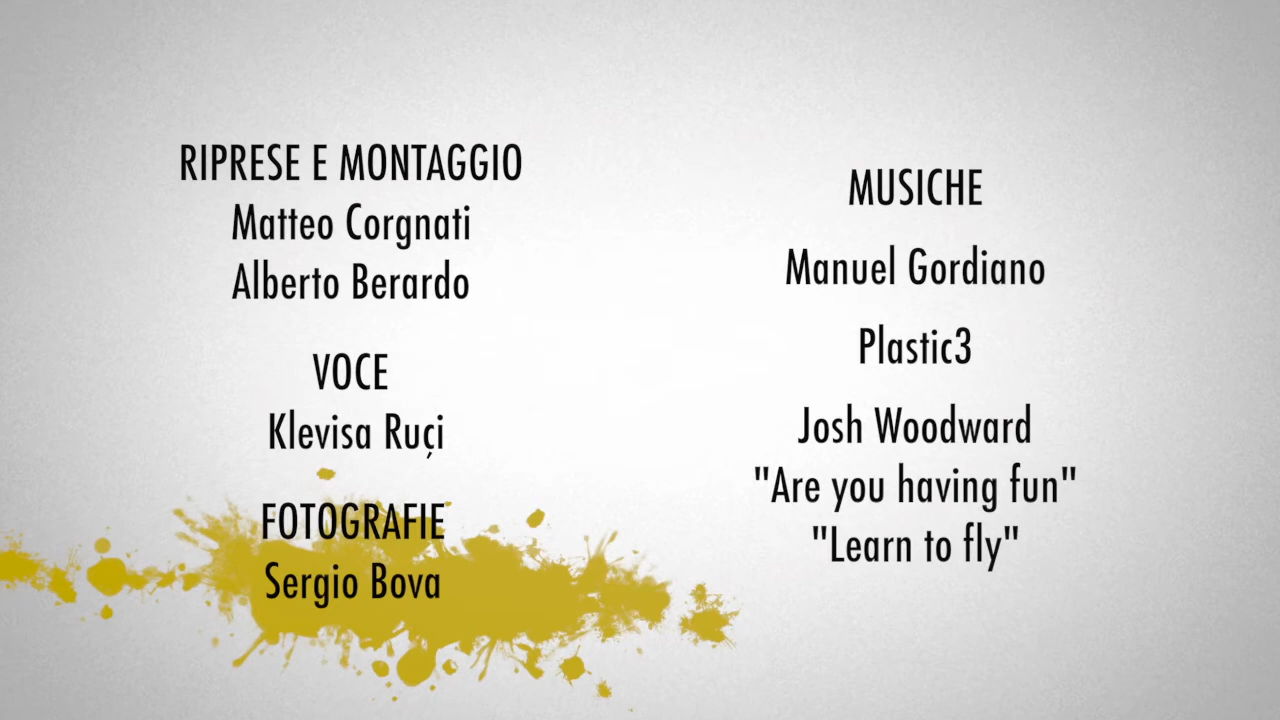 RIPRESE E MONTAGGIO
Matteo Corgnati
Alberto Berardo
VOCE
Klevisa Ruçi
FOTOGRAFIE
Sergio Bova
MUSICHE
Manuel Gordiano
Plastic3
Josh Woodward
"Are you having fun"
"Learn to fly"